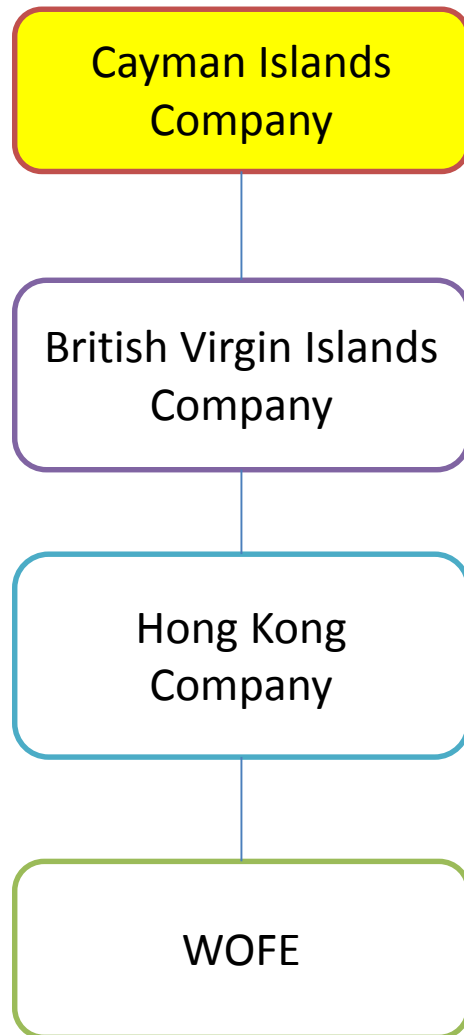 Cayman Islands
Company
British Virgin Islands
Company
Hong Kong
Company
WOFE